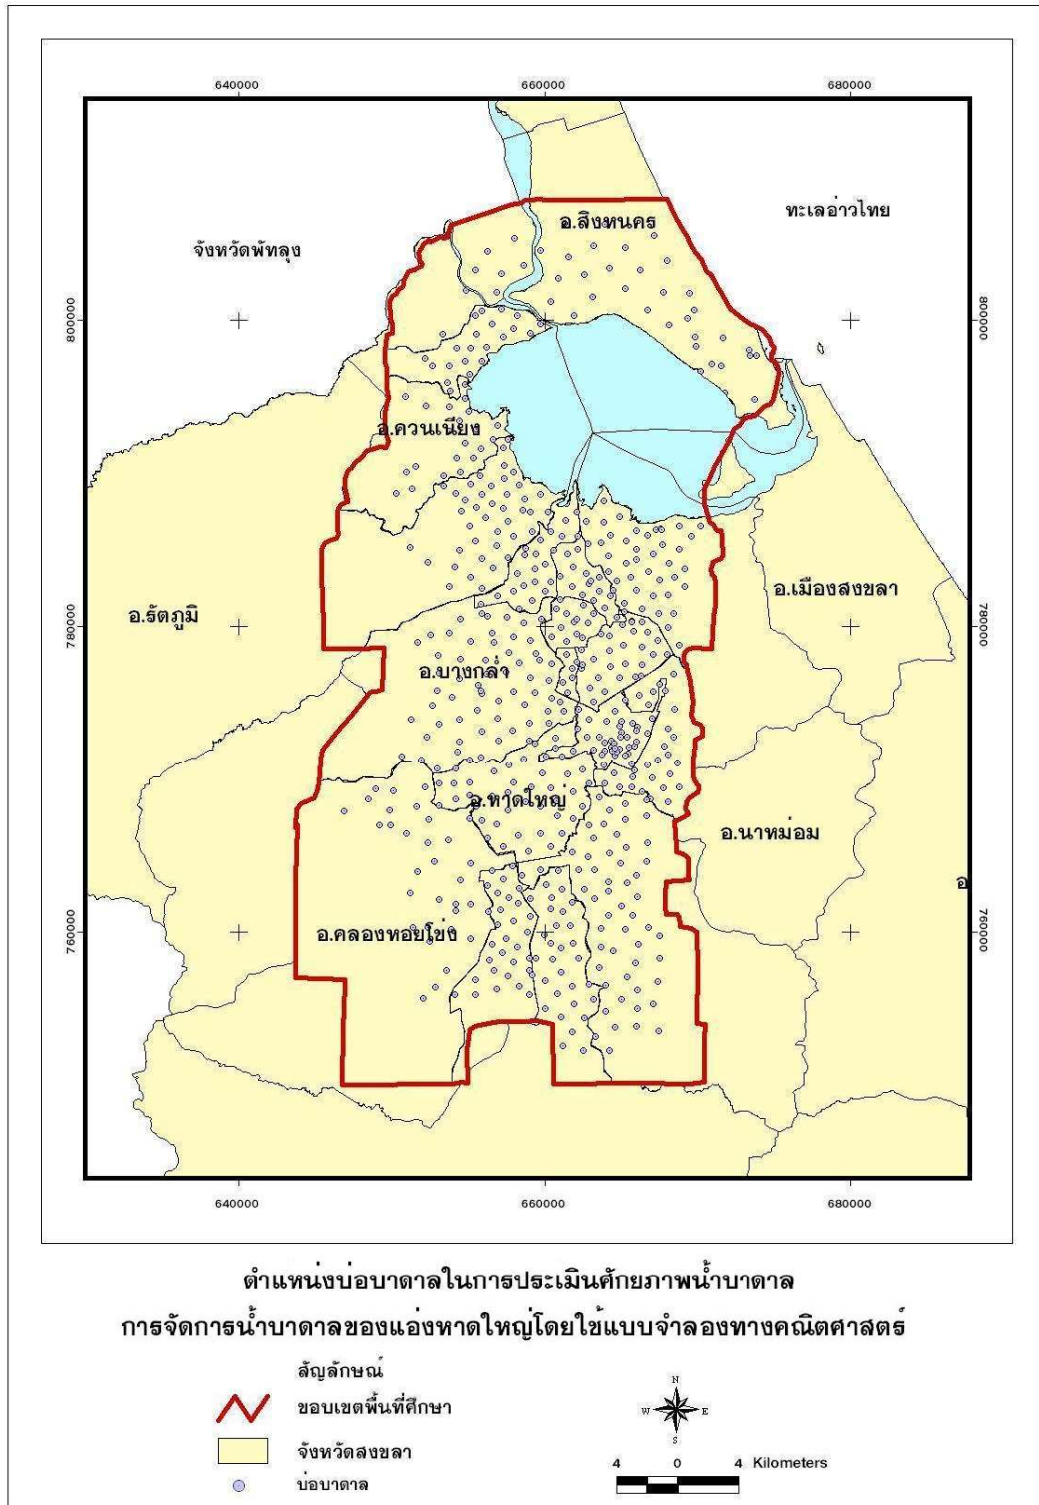 640000 660000 680000
ทะเลอ่าวไทย
อ.สิงหนคร
จังหวัดพัทลุง
800000 800000
อ.ควนเนียง
อ.เมืองสงขลา
อ.รัตภูมิ
780000 780000
อ.บางกล่ำ
อ.หาดใหญ่
อ.นาหม่อม
อ
อ.คลองหอยโข่ง
760000 760000
640000 660000 680000
ตำแหน่งบ่อบาดาลในการประเมินศักยภาพน้ำบาดาล
การจัดการน้ำบาดาลของแอ่งหาดใหญ่โดยใช้แบบจำลองทางคณิตศาสตร์
สัญลักษณ์
ขอบเขตพื้นที่ศึกษา
จังหวัดสงขลา
บ่อบาดาล
N
W E
S
4 0 4 Kilometers